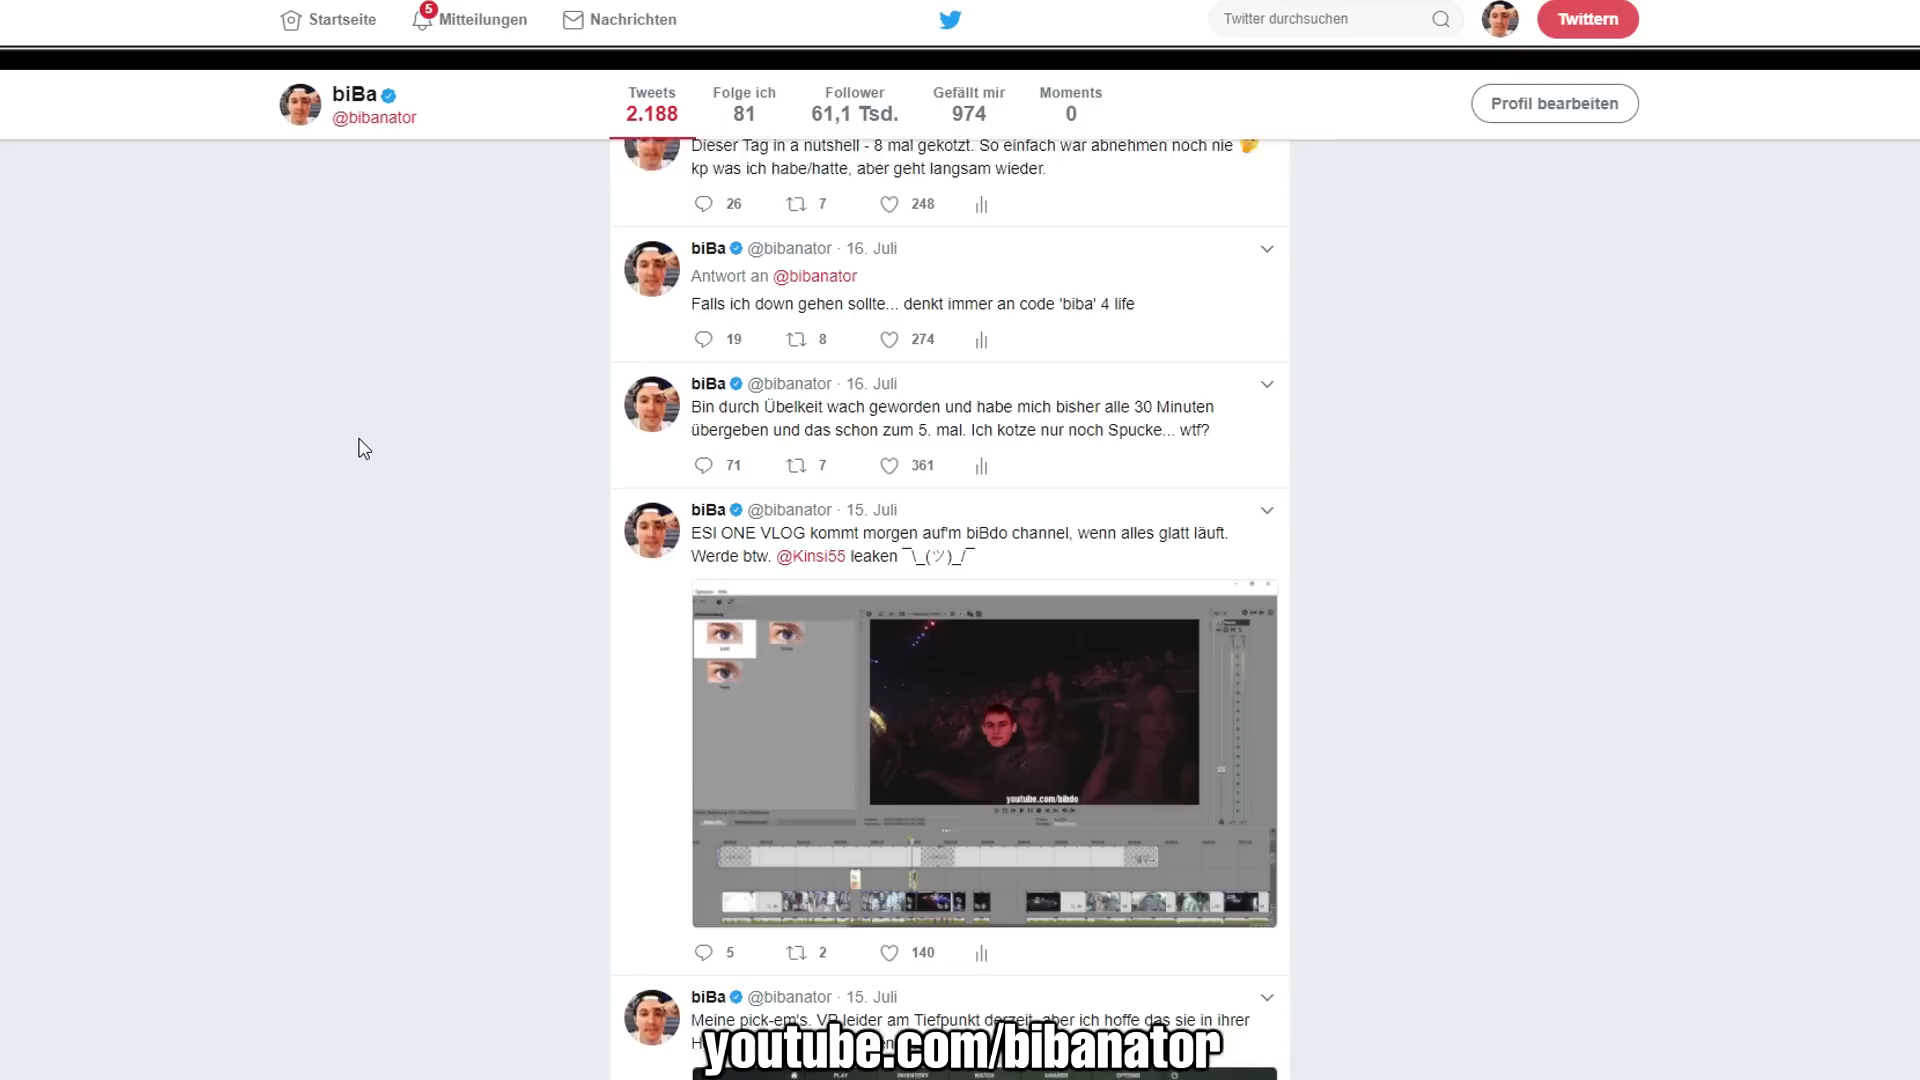 Startseite
5
Mitteilungen
Nachrichten
Twitter durchsuchen
Twittern
biBa
@bibanator
Tweets
2.188
Folge ich
81
Follower
61,1 Tsd.
Gefällt mir
974
Moments
0
Profil bearbeiten
Dieser Tag in a nutshell - 8 mal gekotzt. So einfach war abnehmen noch nie
kp was ich habe/hatte, aber geht langsam wieder.
26 7 248
biBa @bibanator · 16. Juli
Antwort an @bibanator
Falls ich down gehen sollte... denkt immer an code 'biba' 4 life
19 8 274
biBa @bibanator · 16. Juli
Bin durch Übelkeit wach geworden und habe mich bisher alle 30 Minuten
übergeben und das schon zum 5. mal. Ich kotze nur noch Spucke... wtf?
71 7 361
biBa @bibanator · 15. Juli
ESI ONE VLOG kommt morgen auf'm biBdo channel, wenn alles glatt läuft.
Werde btw. @Kinsi55 leaken ¯\_(ツ)_/¯
youtube.com/bibdo
5 2 140
biBa @bibanator · 15. Juli
Meine pick-em's. VP leider am Tiefpunkt derzeit, aber ich hoffe das sie in ihrer
youtube.com/bibanator
PLAY INVENTORY WATCH AWARDS OPTIONS